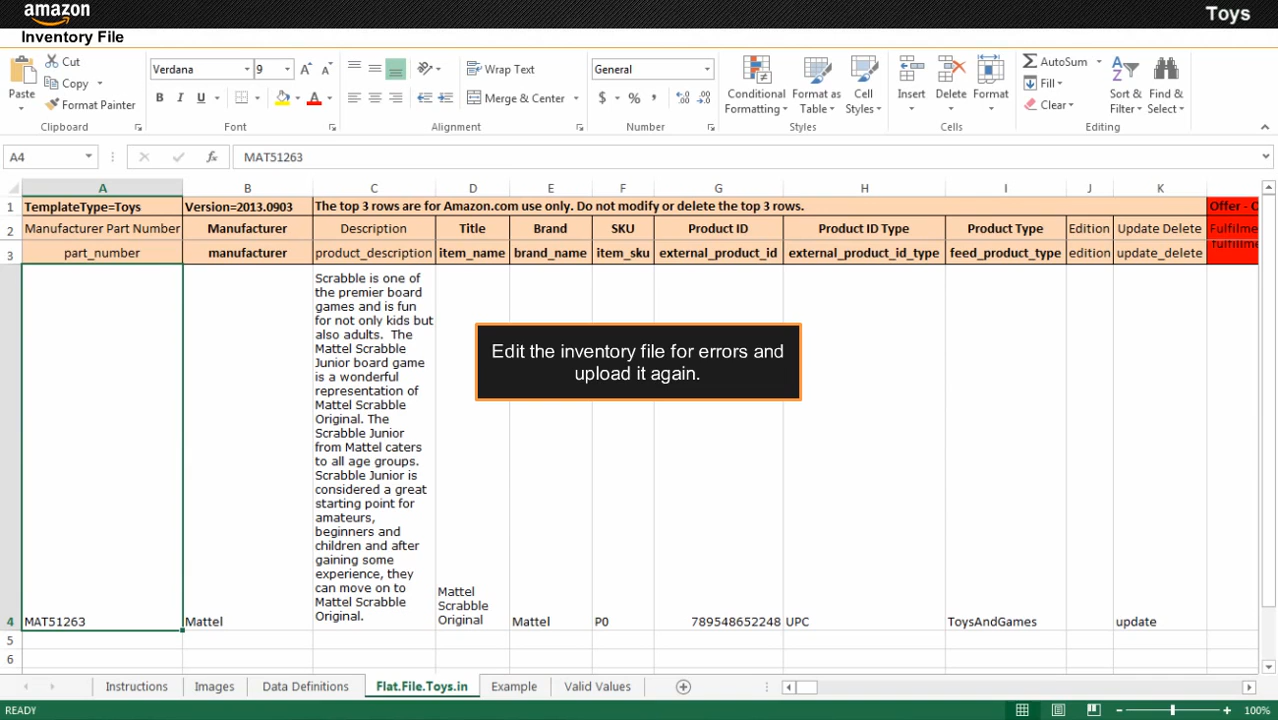 amazon
Toys
Inventory File
Cut
Copy
Format Painter
Paste
Verdana 9 A A
B I U A
Wrap Text
Merge & Center
General
$ % ,
Conditional Formatting
Format as Table
Cell Styles
Insert Delete Format
AutoSum
Fill
Clear
Sort & Filter
Find & Select
Clipboard Font Alignment Number Styles Cells Editing
A4 fx MAT51263
A B C D E F G H I J K
1 TemplateType=Toys Version=2013.0903 The top 3 rows are for Amazon.com use only. Do not modify or delete the top 3 rows. Offer - O
2 Manufacturer Part Number Manufacturer Description Title Brand SKU Product ID Product ID Type Product Type Edition Update Delete Fulfilme
3 part_number manufacturer product_description item_name brand_name item_sku external_product_id external_product_id_type feed_product_type edition update_delete fulfillme
Scrabble is one of
the premier board
games and is fun
for not only kids but
also adults. The
Mattel Scrabble
Junior board game
is a wonderful
representation of
Mattel Scrabble
Original. The
Scrabble Junior
from Mattel caters
to all age groups.
Scrabble Junior is
considered a great
starting point for
amateurs,
beginners and
children and after
gaining some
experience, they
can move on to
Mattel Scrabble
Original.
Edit the inventory file for errors and
upload it again.
Mattel
Scrabble
Original
4 MAT51263 Mattel Mattel P0 789548652248 UPC ToysAndGames update
5
6
Instructions Images Data Definitions Flat.File.Toys.in Example Valid Values
READY 100%